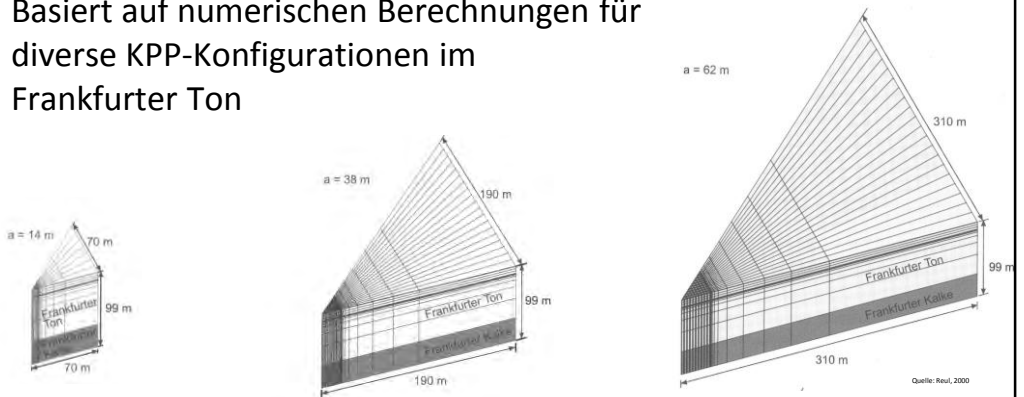 Basiert auf numerischen Berechnungen für
diverse KPP-Konfigurationen im
Frankfurter Ton
a = 14 m
70 m
Frankfurter
Ton
99 m
Frankfurter
70 m
a = 38 m
190 m
Frankfurter Ton
99 m
Frankfurter Kalke
190 m
a = 62 m
310 m
Frankfurter Ton
99 m
Frankfurter Kalke
310 m
Quelle: Reul, 2000